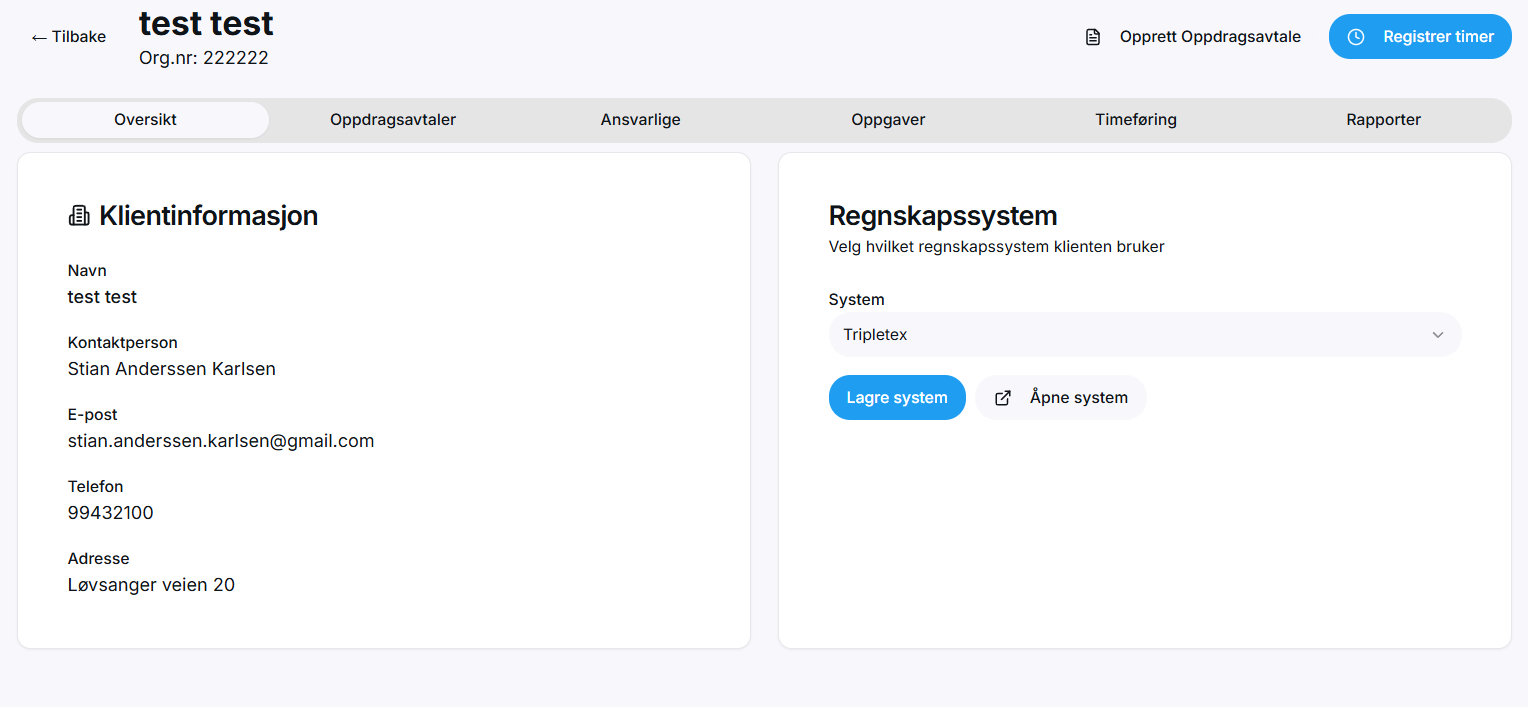 ← Tilbake
test test
Org.nr: 222222
Opprett Oppdragsavtale
Registrer timer
Oversikt
Oppdragsavtaler
Ansvarlige
Oppgaver
Timeføring
Rapporter
Klientinformasjon
Navn
test test
Kontaktperson
Stian Anderssen Karlsen
E-post
stian.anderssen.karlsen@gmail.com
Telefon
99432100
Adresse
Løvsanger veien 20
Regnskapssystem
Velg hvilket regnskapssystem klienten bruker
System
Tripletex
Lagre system
Åpne system